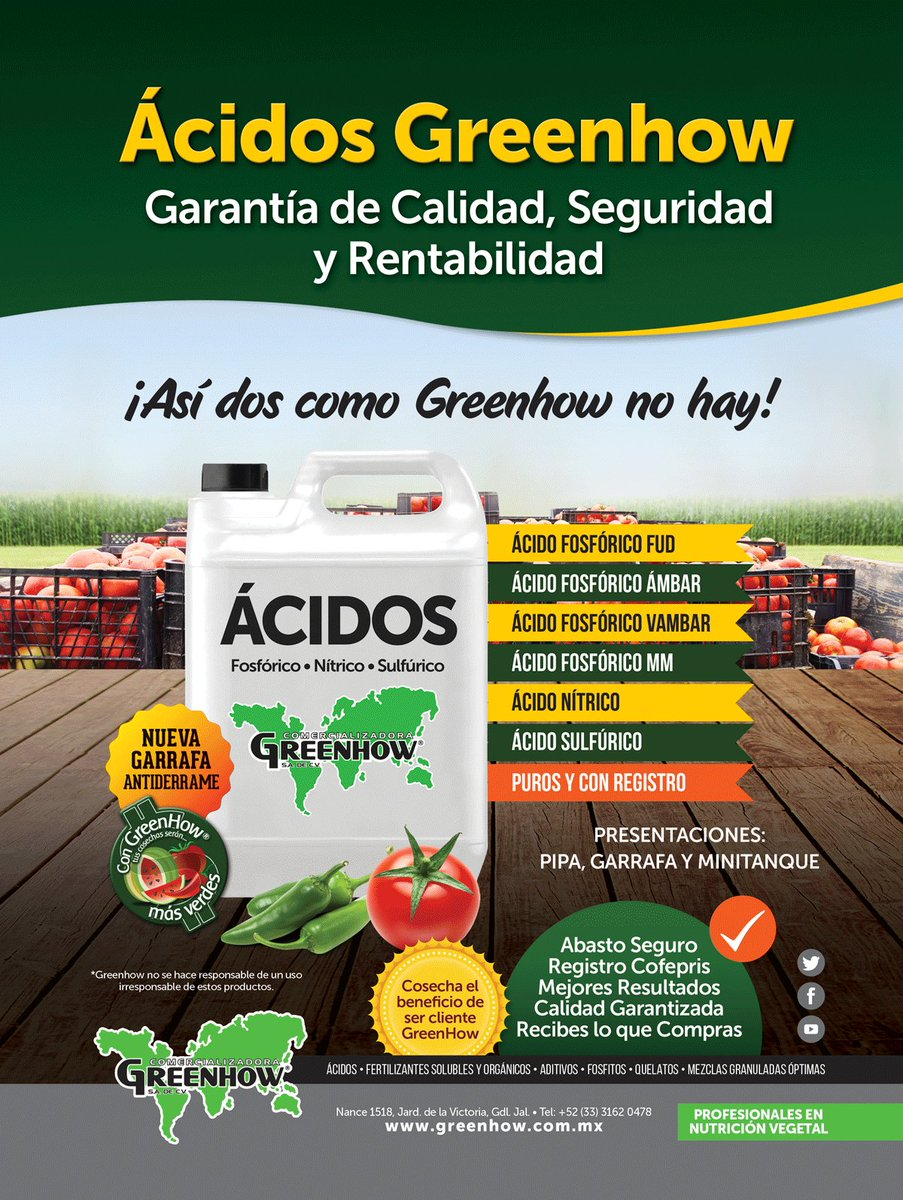 Ácidos Greenhow
Garantía de Calidad, Seguridad
y Rentabilidad
¡Así dos como Greenhow no hay!
ÁCIDOS
Fosfórico • Nítrico • Sulfúrico
COMERCIALIZADORA
GREENHOW®
S.A. DE C.V.
ÁCIDO FOSFÓRICO FUD
ÁCIDO FOSFÓRICO ÁMBAR
ÁCIDO FOSFÓRICO VAMBAR
ÁCIDO FOSFÓRICO MM
ÁCIDO NÍTRICO
ÁCIDO SULFÚRICO
PUROS Y CON REGISTRO
NUEVA
GARRAFA
ANTIDERRAME
Con GreenHow®
tus cosechas serán...
más verdes
PRESENTACIONES:
PIPA, GARRAFA Y MINITANQUE
*Greenhow no se hace responsable de un uso
irresponsable de estos productos.
Cosecha el
beneficio de
ser cliente
GreenHow
Abasto Seguro
Registro Cofepris
Mejores Resultados
Calidad Garantizada
Recibes lo que Compras
COMERCIALIZADORA
GREENHOW®
S.A. DE C.V.
ÁCIDOS • FERTILIZANTES SOLUBLES Y ORGÁNICOS • ADITIVOS • FOSFITOS • QUELATOS • MEZCLAS GRANULADAS ÓPTIMAS
Nance 1518, Jard. de la Victoria, Gdl. Jal. • Tel: +52 (33) 3162 0478
www.greenhow.com.mx
PROFESIONALES EN
NUTRICIÓN VEGETAL